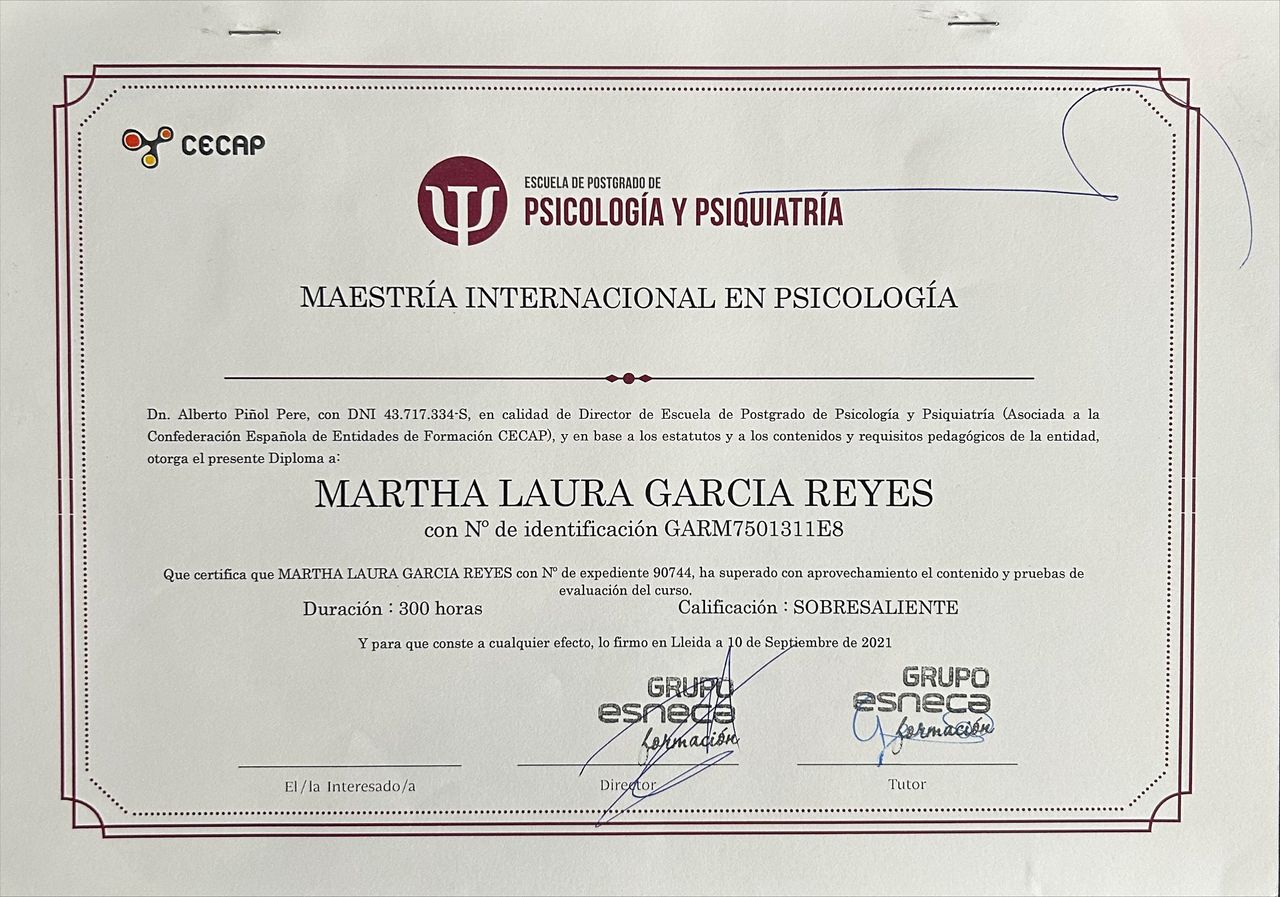 CECAP
ESCUELA DE POSTGRADO DE
PSICOLOGÍA Y PSIQUIATRÍA
MAESTRÍA INTERNACIONAL EN PSICOLOGÍA
Dn. Alberto Piñol Pere, con DNI 43.717.334-S, en calidad de Director de Escuela de Postgrado de Psicología y Psiquiatría (Asociada a la
Confederación Española de Entidades de Formación CECAP), y en base a los estatutos y a los contenidos y requisitos pedagógicos de la entidad,
otorga el presente Diploma a:
MARTHA LAURA GARCIA REYES
con Nº de identificación GARM7501311E8
Que certifica que MARTHA LAURA GARCIA REYES con Nº de expediente 90744, ha superado con aprovechamiento el contenido y pruebas de
evaluación del curso.
Duración : 300 horas Calificación : SOBRESALIENTE
Y para que conste a cualquier efecto, lo firmo en Lleida a 10 de Septiembre de 2021
GRUPO
esneca
formación
GRUPO
esneca
formación
El/la Interesado/a
Director
Tutor